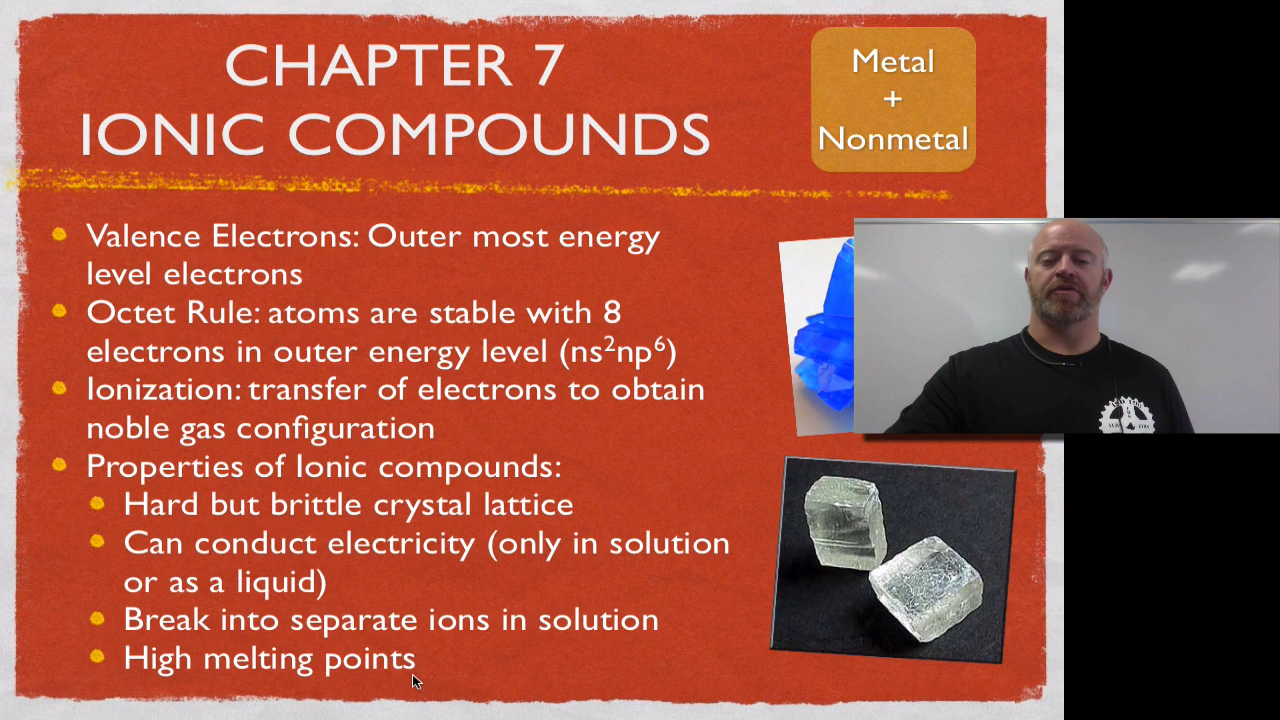 CHAPTER 7
IONIC COMPOUNDS
Metal
+
Nonmetal
Valence Electrons: Outer most energy
level electrons
Octet Rule: atoms are stable with 8
electrons in outer energy level (ns²np⁶)
Ionization: transfer of electrons to obtain
noble gas configuration
Properties of Ionic compounds:
Hard but brittle crystal lattice
Can conduct electricity (only in solution
or as a liquid)
Break into separate ions in solution
High melting points